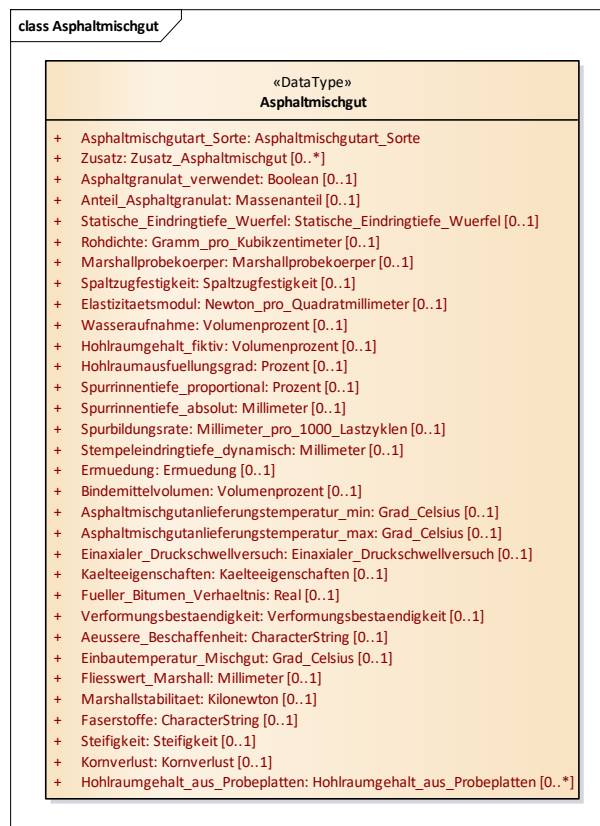 class Asphaltmischgut
«DataType»
Asphaltmischgut
+ Asphaltmischgutart_Sorte: Asphaltmischgutart_Sorte
+ Zusatz: Zusatz_Asphaltmischgut [0..*]
+ Asphaltgranulat_verwendet: Boolean [0..1]
+ Anteil_Asphaltgranulat: Massenanteil [0..1]
+ Statische_Eindringtiefe_Wuerfel: Statische_Eindringtiefe_Wuerfel [0..1]
+ Rohdichte: Gramm_pro_Kubikzentimeter [0..1]
+ Marshallprobekoerper: Marshallprobekoerper [0..1]
+ Spaltzugfestigkeit: Spaltzugfestigkeit [0..1]
+ Elastizitaetsmodul: Newton_pro_Quadratmillimeter [0..1]
+ Wasseraufnahme: Volumenprozent [0..1]
+ Hohlraumgehalt_fiktiv: Volumenprozent [0..1]
+ Hohlraumausfuellungsgrad: Prozent [0..1]
+ Spurrinnentiefe_proportional: Prozent [0..1]
+ Spurrinnentiefe_absolut: Millimeter [0..1]
+ Spurbildungsrate: Millimeter_pro_1000_Lastzyklen [0..1]
+ Stempeleindringtiefe_dynamisch: Millimeter [0..1]
+ Ermuedung: Ermuedung [0..1]
+ Bindemittelvolumen: Volumenprozent [0..1]
+ Asphaltmischgutanlieferungstemperatur_min: Grad_Celsius [0..1]
+ Asphaltmischgutanlieferungstemperatur_max: Grad_Celsius [0..1]
+ Einaxialer_Druckschwellversuch: Einaxialer_Druckschwellversuch [0..1]
+ Kaelteeigenschaften: Kaelteeigenschaften [0..1]
+ Fueller_Bitumen_Verhaeltnis: Real [0..1]
+ Verformungsbestaendigkeit: Verformungsbestaendigkeit [0..1]
+ Aeussere_Beschaffenheit: CharacterString [0..1]
+ Einbautemperatur_Mischgut: Grad_Celsius [0..1]
+ Fliesswert_Marshall: Millimeter [0..1]
+ Marshallstabilitaet: Kilonewton [0..1]
+ Faserstoffe: CharacterString [0..1]
+ Steifigkeit: Steifigkeit [0..1]
+ Kornverlust: Kornverlust [0..1]
+ Hohlraumgehalt_aus_Probeplatten: Hohlraumgehalt_aus_Probeplatten [0..*]